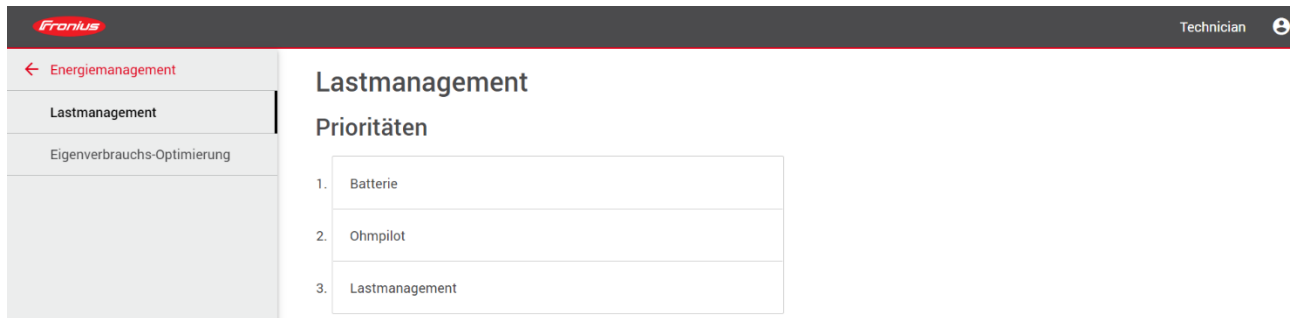 Fronius
Technician
Energiemanagement
Lastmanagement
Eigenverbrauchs-Optimierung
Lastmanagement
Prioritäten
1. Batterie
2. Ohmpilot
3. Lastmanagement